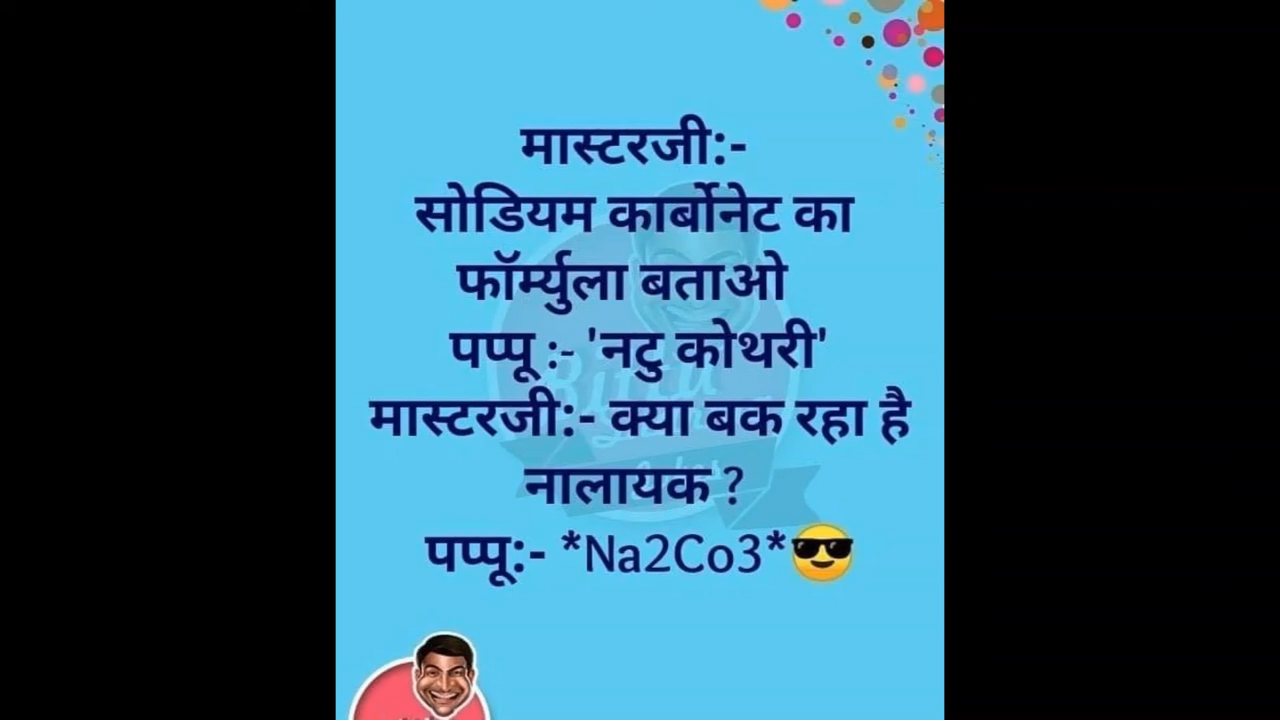 मास्टरजी:-
सोडियम कार्बोनेट का
फॉर्म्युला बताओ
पप्पू :- 'नटु कोथरी'
मास्टरजी:- क्या बक रहा है
नालायक ?
पप्पू:- *Na2Co3*😎